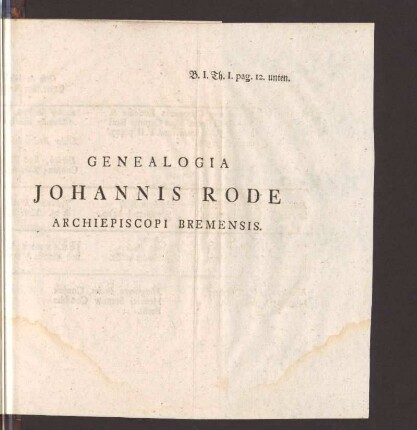 B. I. Th. I. pag. 12. unten.
GENEALOGIA
JOHANNIS RODE
ARCHIEPISCOPI BREMENSIS.